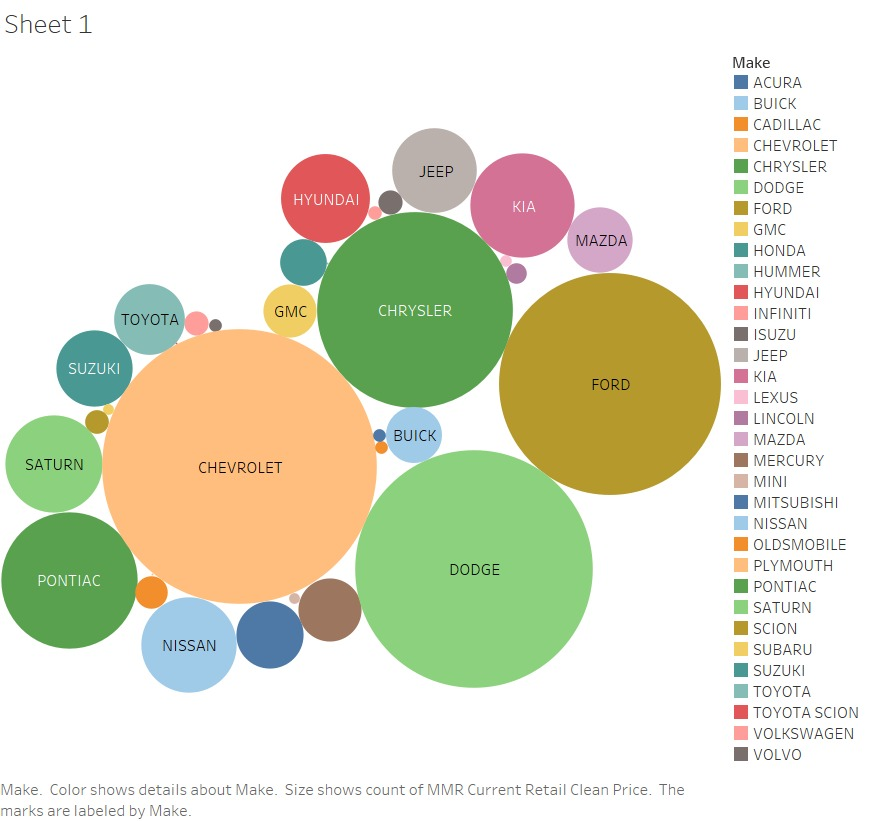 Sheet 1
Make
ACURA
BUICK
CADILLAC
CHEVROLET
CHRYSLER
DODGE
FORD
GMC
HONDA
HUMMER
HYUNDAI
INFINITI
ISUZU
JEEP
KIA
LEXUS
LINCOLN
MAZDA
MERCURY
MINI
MITSUBISHI
NISSAN
OLDSMOBILE
PLYMOUTH
PONTIAC
SATURN
SCION
SUBARU
SUZUKI
TOYOTA
TOYOTA SCION
VOLKSWAGEN
VOLVO
JEEP
HYUNDAI
KIA
MAZDA
GMC
CHRYSLER
TOYOTA
SUZUKI
FORD
BUICK
SATURN
CHEVROLET
DODGE
PONTIAC
NISSAN
Make.  Color shows details about Make.  Size shows count of MMR Current Retail Clean Price.  The
marks are labeled by Make.